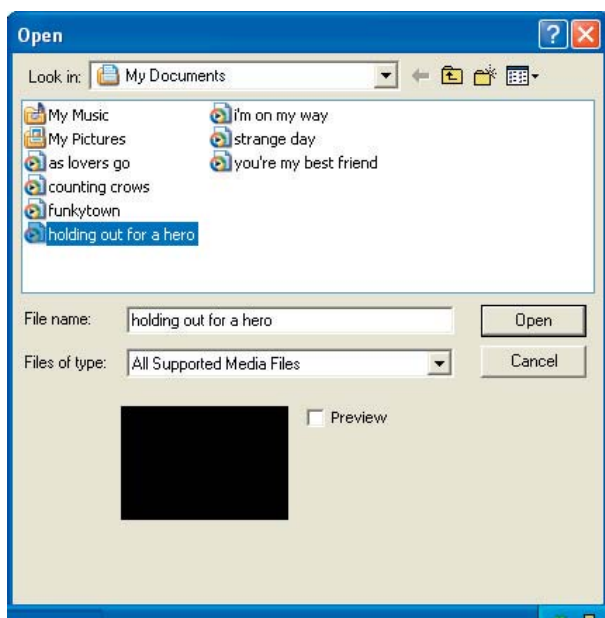 Open
Look in: My Documents
My Music
My Pictures
as lovers go
counting crows
funkytown
holding out for a hero
i'm on my way
strange day
you're my best friend
File name: holding out for a hero Open
Files of type: All Supported Media Files Cancel
Preview